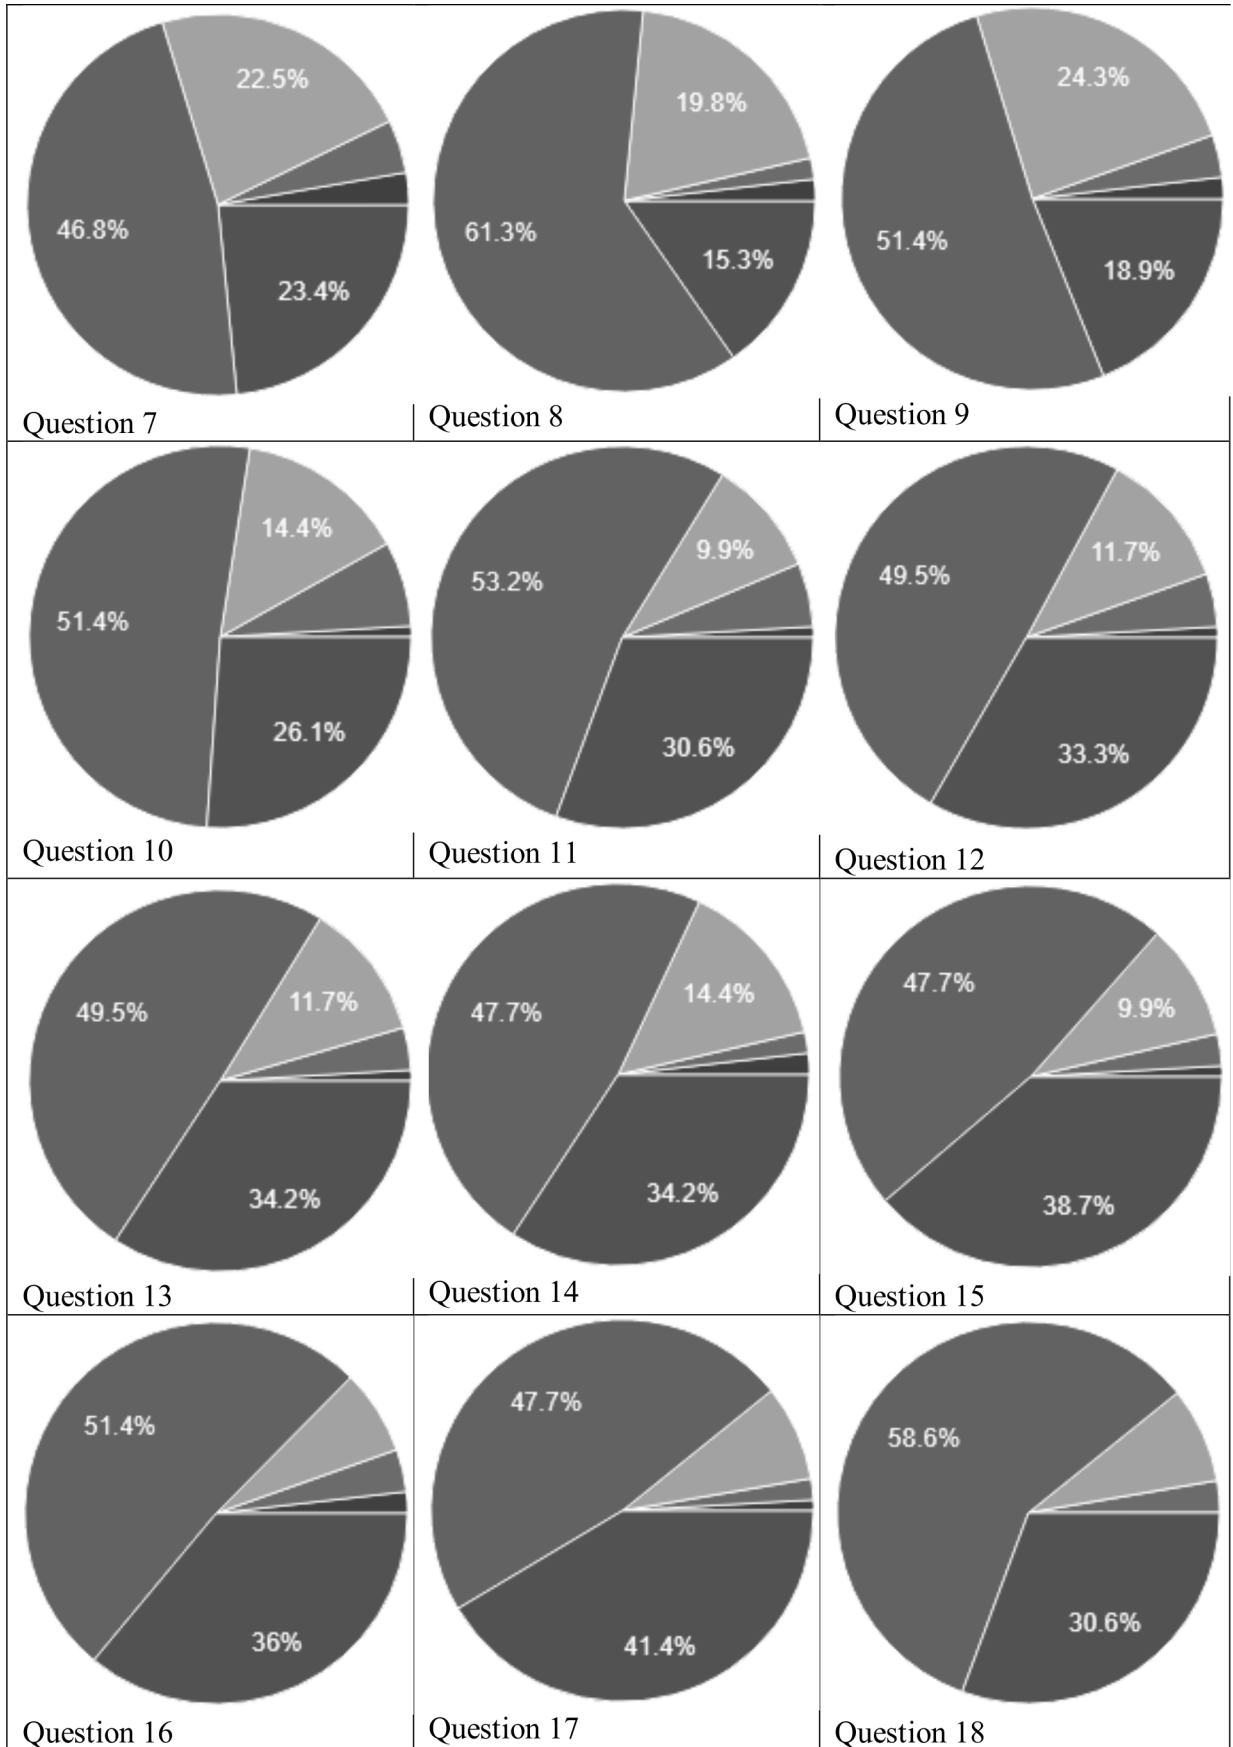 22.5%
46.8%
23.4%
Question 7
19.8%
61.3%
15.3%
Question 8
24.3%
51.4%
18.9%
Question 9
14.4%
51.4%
26.1%
Question 10
9.9%
53.2%
30.6%
Question 11
11.7%
49.5%
33.3%
Question 12
11.7%
49.5%
34.2%
Question 13
14.4%
47.7%
34.2%
Question 14
47.7%
9.9%
38.7%
Question 15
51.4%
36%
Question 16
47.7%
41.4%
Question 17
58.6%
30.6%
Question 18